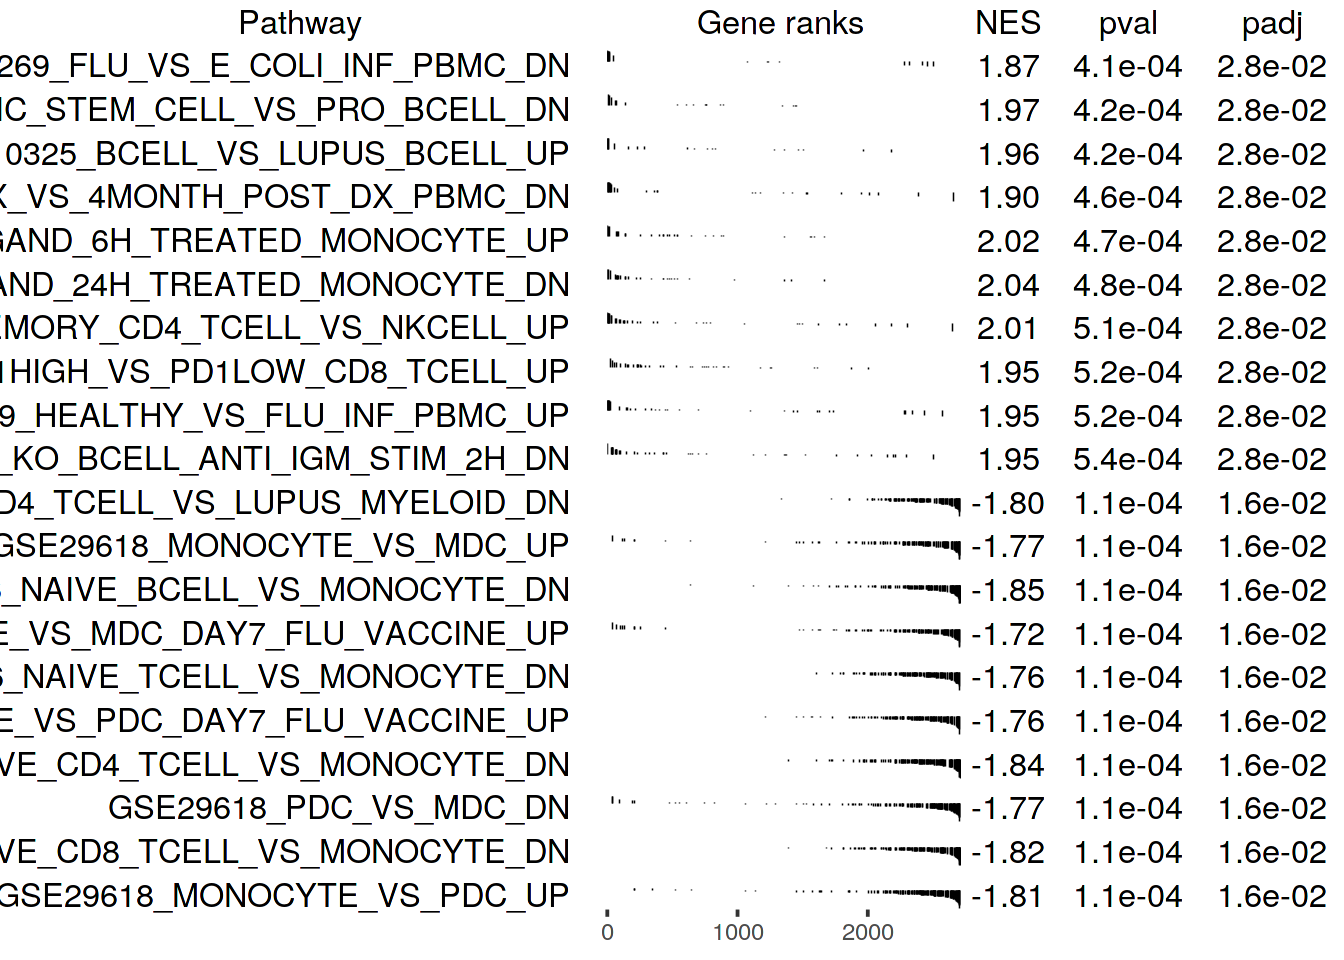 Pathway Gene ranks NES pval padj
269_FLU_VS_E_COLI_INF_PBMC_DN 1.87 4.1e-04 2.8e-02
IC_STEM_CELL_VS_PRO_BCELL_DN 1.97 4.2e-04 2.8e-02
0325_BCELL_VS_LUPUS_BCELL_UP 1.96 4.2e-04 2.8e-02
X_VS_4MONTH_POST_DX_PBMC_DN 1.90 4.6e-04 2.8e-02
GAND_6H_TREATED_MONOCYTE_UP 2.02 4.7e-04 2.8e-02
AND_24H_TREATED_MONOCYTE_DN 2.04 4.8e-04 2.8e-02
EMORY_CD4_TCELL_VS_NKCELL_UP 2.01 5.1e-04 2.8e-02
1HIGH_VS_PD1LOW_CD8_TCELL_UP 1.95 5.2e-04 2.8e-02
9_HEALTHY_VS_FLU_INF_PBMC_UP 1.95 5.2e-04 2.8e-02
_KO_BCELL_ANTI_IGM_STIM_2H_DN 1.95 5.4e-04 2.8e-02
D4_TCELL_VS_LUPUS_MYELOID_DN -1.80 1.1e-04 1.6e-02
GSE29618_MONOCYTE_VS_MDC_UP -1.77 1.1e-04 1.6e-02
S_NAIVE_BCELL_VS_MONOCYTE_DN -1.85 1.1e-04 1.6e-02
E_VS_MDC_DAY7_FLU_VACCINE_UP -1.72 1.1e-04 1.6e-02
S_NAIVE_TCELL_VS_MONOCYTE_DN -1.76 1.1e-04 1.6e-02
E_VS_PDC_DAY7_FLU_VACCINE_UP -1.76 1.1e-04 1.6e-02
VE_CD4_TCELL_VS_MONOCYTE_DN -1.84 1.1e-04 1.6e-02
GSE29618_PDC_VS_MDC_DN -1.77 1.1e-04 1.6e-02
VE_CD8_TCELL_VS_MONOCYTE_DN -1.82 1.1e-04 1.6e-02
GSE29618_MONOCYTE_VS_PDC_UP -1.81 1.1e-04 1.6e-02
0 1000 2000